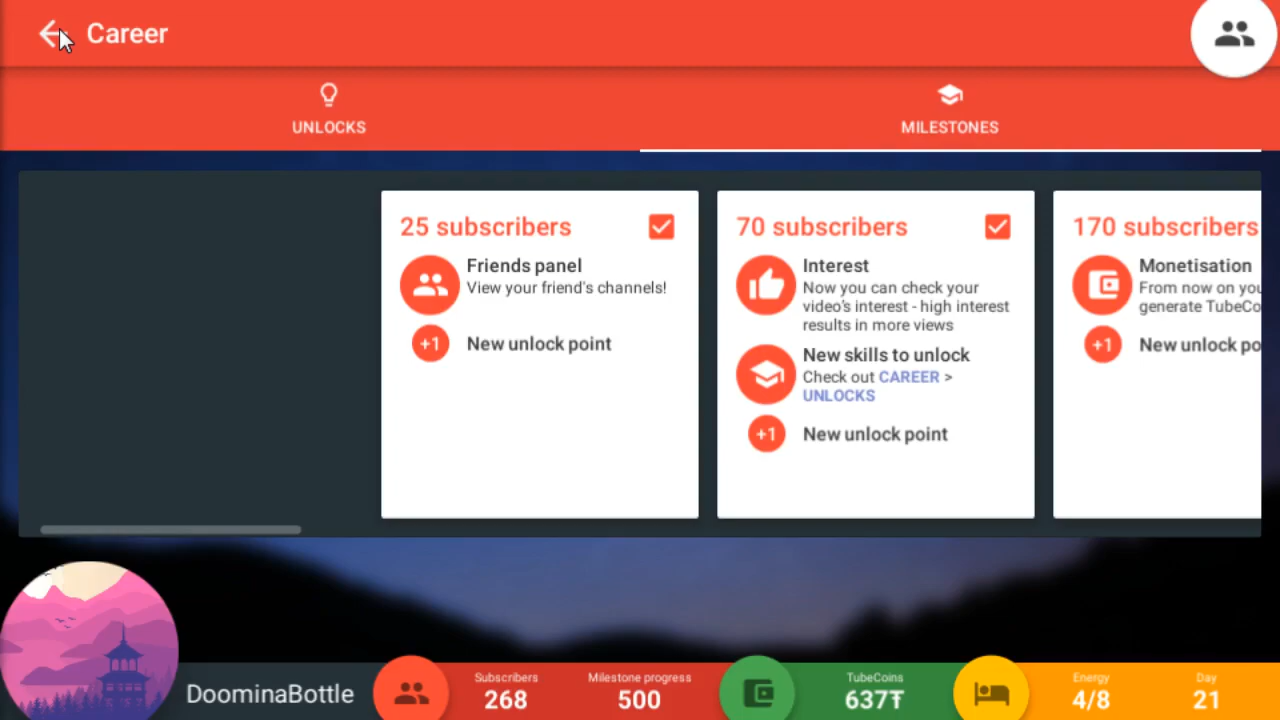 Career
UNLOCKS
MILESTONES
25 subscribers
Friends panel
View your friend's channels!
+1 New unlock point
70 subscribers
Interest
Now you can check your
video's interest - high interest
results in more views
New skills to unlock
Check out CAREER >
UNLOCKS
+1 New unlock point
170 subscribers
Monetisation
From now on you
generate TubeCo
+1 New unlock po
DoominaBottle
Subscribers
268
Milestone progress
500
TubeCoins
637Ŧ
Energy
4/8
Day
21